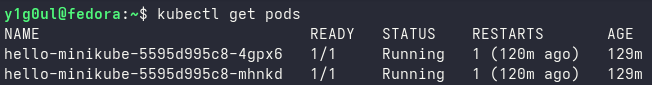 y1g0ul@fedora:~$ kubectl get pods
NAME READY STATUS RESTARTS AGE
hello-minikube-5595d995c8-4gpx6 1/1 Running 1 (120m ago) 129m
hello-minikube-5595d995c8-mhnkd 1/1 Running 1 (120m ago) 129m